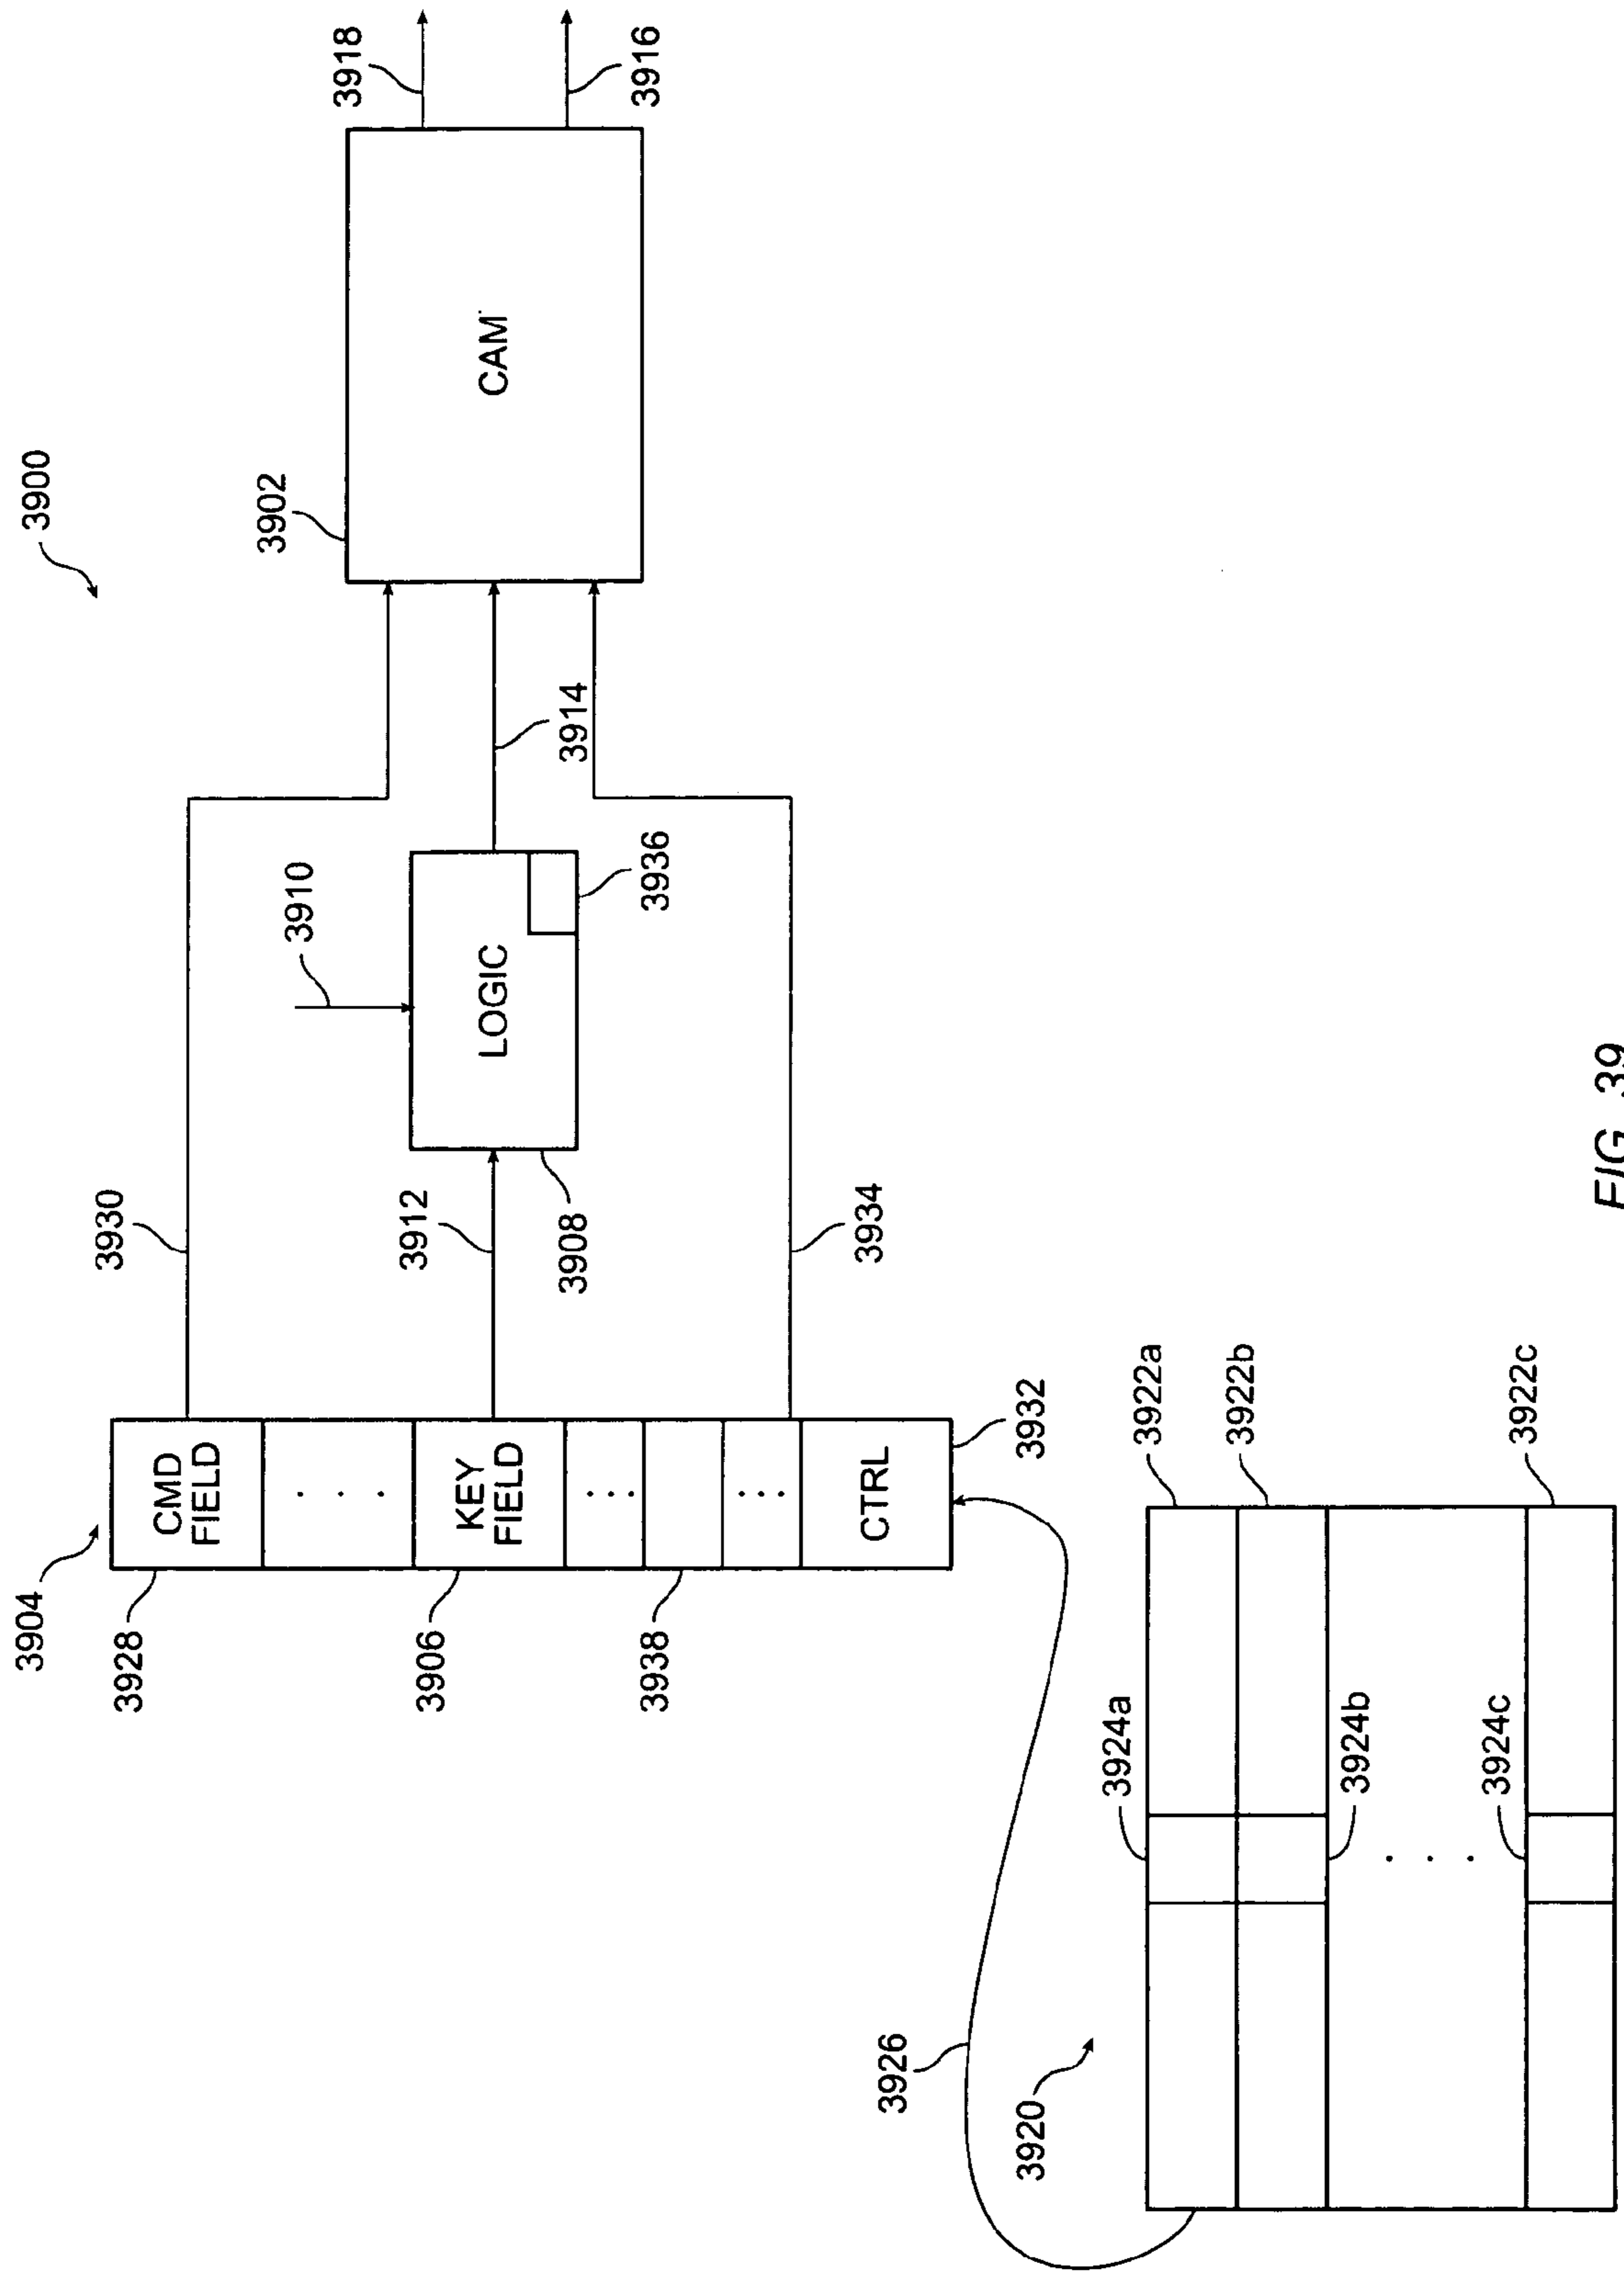 3900
3904
3928
CMD
FIELD
3930
3906
KEY
FIELD
3912
3938
CTRL
3932
3934
3910
LOGIC
3908
3936
3914
3902
CAM
3918
3916
3926
3920
3924a
3922a
3924b
3922b
3924c
3922c
FIG. 39